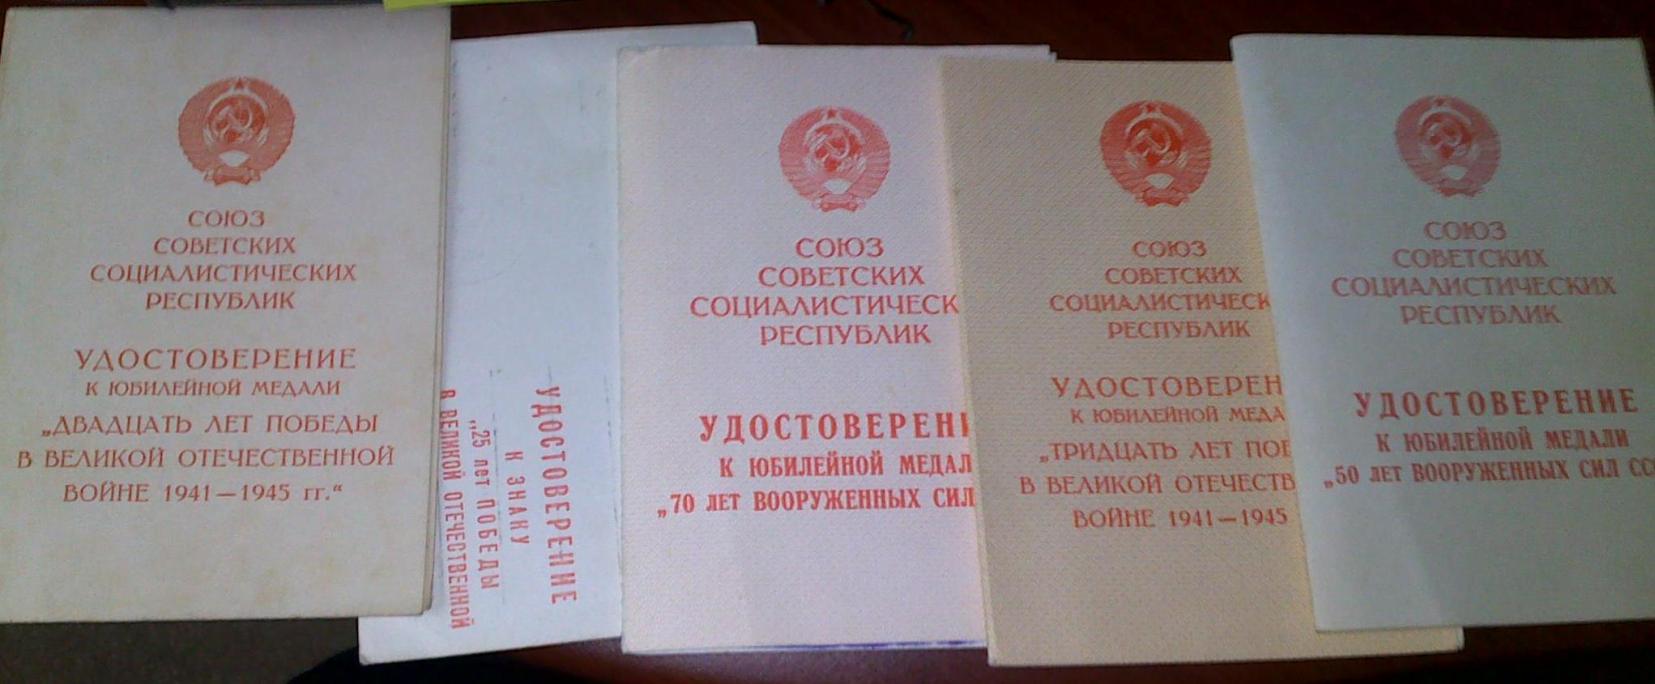 СОЮЗ
СОВЕТСКИХ
СОЦИАЛИСТИЧЕСКИХ
РЕСПУБЛИК
УДОСТОВЕРЕНИЕ
К ЮБИЛЕЙНОЙ МЕДАЛИ
„ДВАДЦАТЬ ЛЕТ ПОБЕДЫ
В ВЕЛИКОЙ ОТЕЧЕСТВЕННОЙ
ВОЙНЕ 1941—1945 гг.“
УДОСТОВЕРЕНИЕ
К ЗНАКУ
„25 лет ПОБЕДЫ
В ВЕЛИКОЙ ОТЕЧЕСТВЕННОЙ
СОЮЗ
СОВЕТСКИХ
СОЦИАЛИСТИЧЕСК
РЕСПУБЛИК
УДОСТОВЕРЕНИ
К ЮБИЛЕЙНОЙ МЕДАЛ
„70 ЛЕТ ВООРУЖЕННЫХ СИЛ
СОЮЗ
СОВЕТСКИХ
СОЦИАЛИСТИЧЕСК
РЕСПУБЛИК
УДОСТОВЕРЕН
К ЮБИЛЕЙНОЙ МЕДА
„ТРИДЦАТЬ ЛЕТ ПОБ
В ВЕЛИКОЙ ОТЕЧЕСТВ
ВОЙНЕ 1941—1945
СОЮЗ
СОВЕТСКИХ
СОЦИАЛИСТИЧЕСКИХ
РЕСПУБЛИК
УДОСТОВЕРЕНИЕ
К ЮБИЛЕЙНОЙ МЕДАЛИ
„50 ЛЕТ ВООРУЖЕННЫХ СИЛ ССС